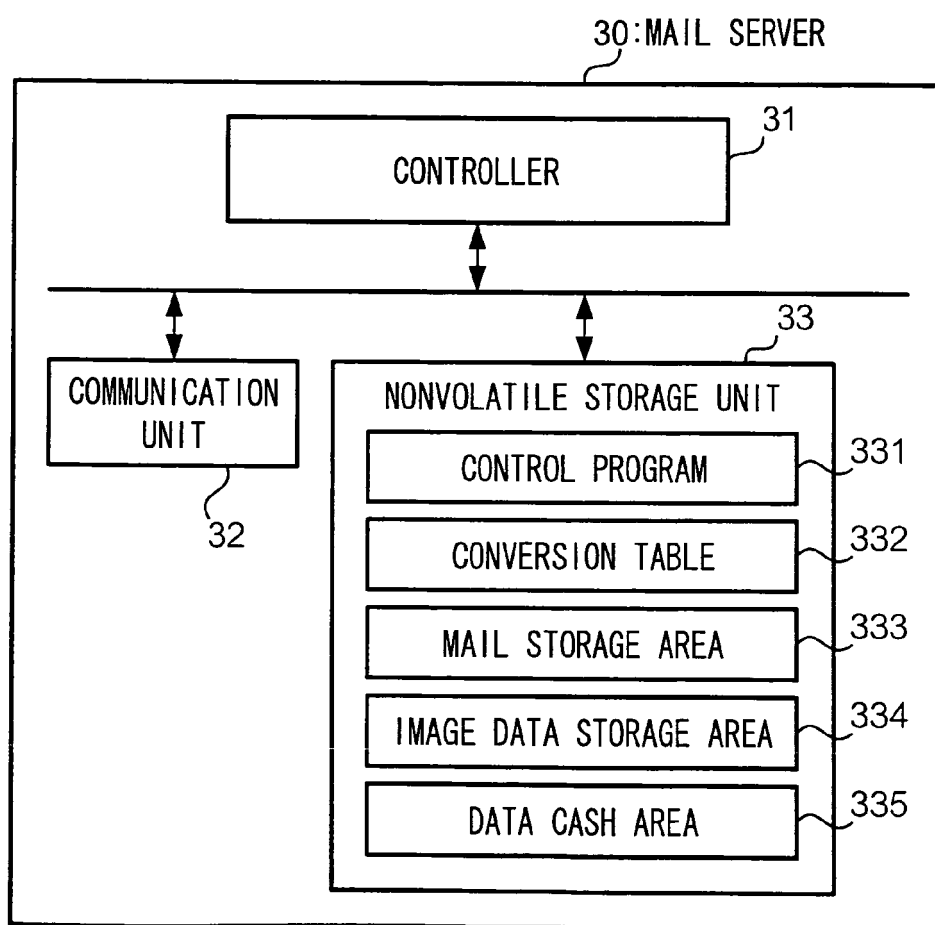 30:MAIL SERVER
31
CONTROLLER
33
COMMUNICATION
UNIT
32
NONVOLATILE STORAGE UNIT
CONTROL PROGRAM
331
CONVERSION TABLE
332
MAIL STORAGE AREA
333
IMAGE DATA STORAGE AREA
334
DATA CASH AREA
335